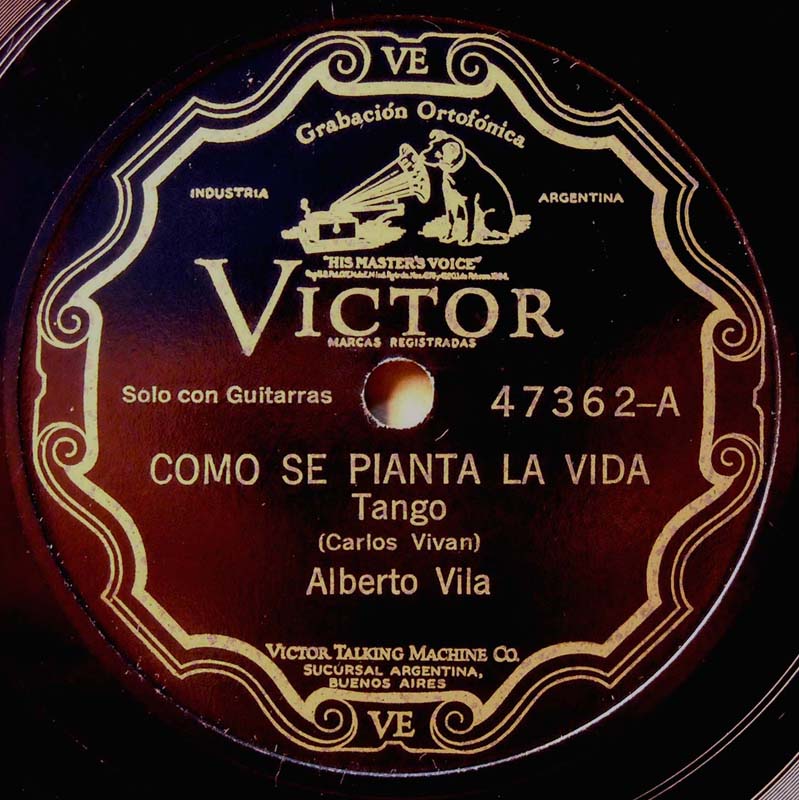 VE
Grabación Ortofónica
INDUSTRIA
ARGENTINA
"HIS MASTER'S VOICE"
VICTOR
MARCAS REGISTRADAS
Solo con Guitarras
47362-A
COMO SE PIANTA LA VIDA
Tango
(Carlos Vivan)
Alberto Vila
VICTOR TALKING MACHINE CO.
SUCURSAL ARGENTINA,
BUENOS AIRES
VE